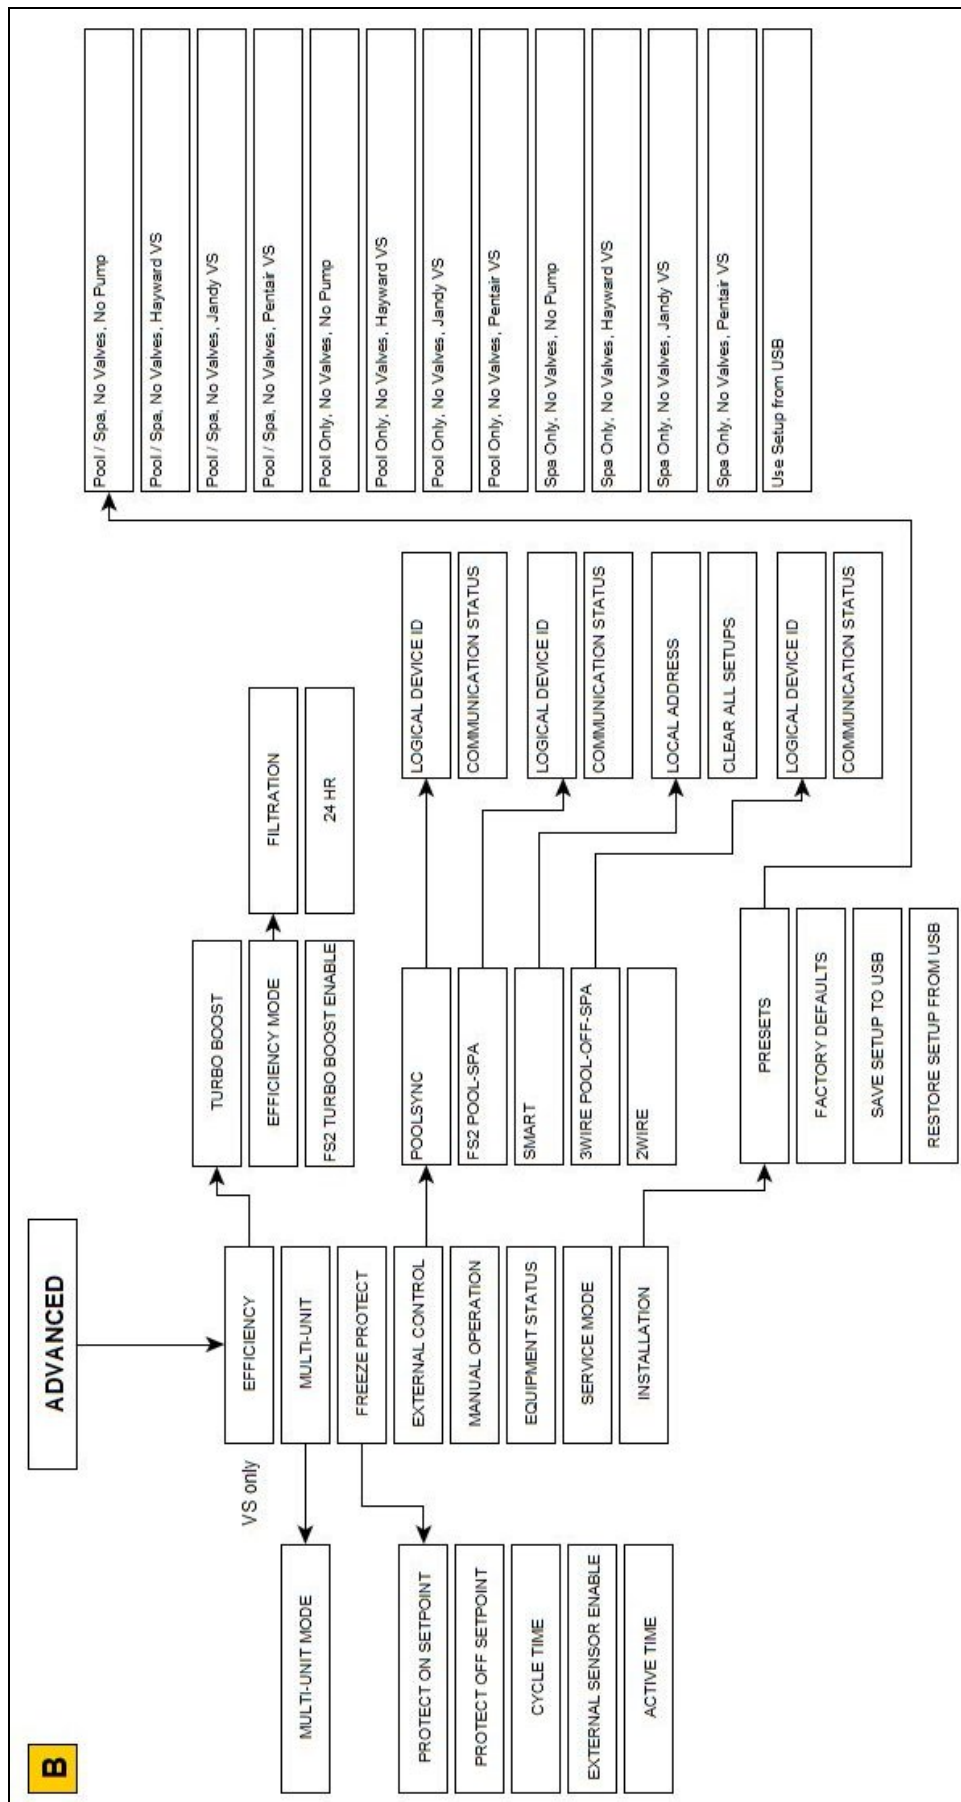 B
ADVANCED
VS only
EFFICIENCY
MULTI-UNIT
FREEZE PROTECT
EXTERNAL CONTROL
MANUAL OPERATION
EQUIPMENT STATUS
SERVICE MODE
INSTALLATION
MULTI-UNIT MODE
PROTECT ON SETPOINT
PROTECT OFF SETPOINT
CYCLE TIME
EXTERNAL SENSOR ENABLE
ACTIVE TIME
TURBO BOOST
EFFICIENCY MODE
FS2 TURBO BOOST ENABLE
FILTRATION
24 HR
POOLSYNC
FS2 POOL-SPA
SMART
3WIRE POOL-OFF-SPA
2WIRE
LOGICAL DEVICE ID
COMMUNICATION STATUS
LOGICAL DEVICE ID
COMMUNICATION STATUS
LOCAL ADDRESS
CLEAR ALL SETUPS
LOGICAL DEVICE ID
COMMUNICATION STATUS
PRESETS
FACTORY DEFAULTS
SAVE SETUP TO USB
RESTORE SETUP FROM USB
Pool / Spa, No Valves, No Pump
Pool / Spa, No Valves, Hayward VS
Pool / Spa, No Valves, Jandy VS
Pool / Spa, No Valves, Pentair VS
Pool Only, No Valves, No Pump
Pool Only, No Valves, Hayward VS
Pool Only, No Valves, Jandy VS
Pool Only, No Valves, Pentair VS
Spa Only, No Valves, No Pump
Spa Only, No Valves, Hayward VS
Spa Only, No Valves, Jandy VS
Spa Only, No Valves, Pentair VS
Use Setup from USB